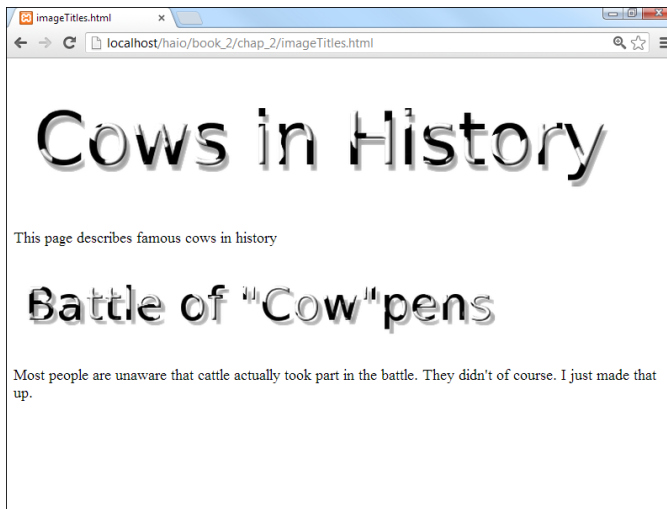 imageTitles.html
localhost/haio/book_2/chap_2/imageTitles.html
Cows in History
This page describes famous cows in history
Battle of "Cow"pens
Most people are unaware that cattle actually took part in the battle. They didn't of course. I just made that
up.